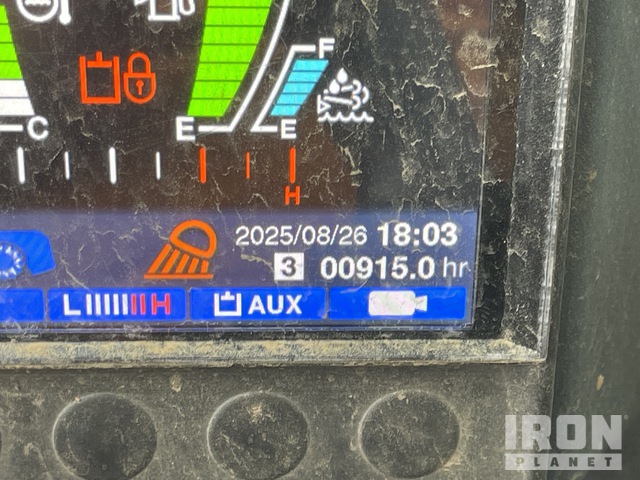 F
C
E
E
H
2025/08/26 18:03
3 00915.0 hr
L H AUX
IRON
PLANET